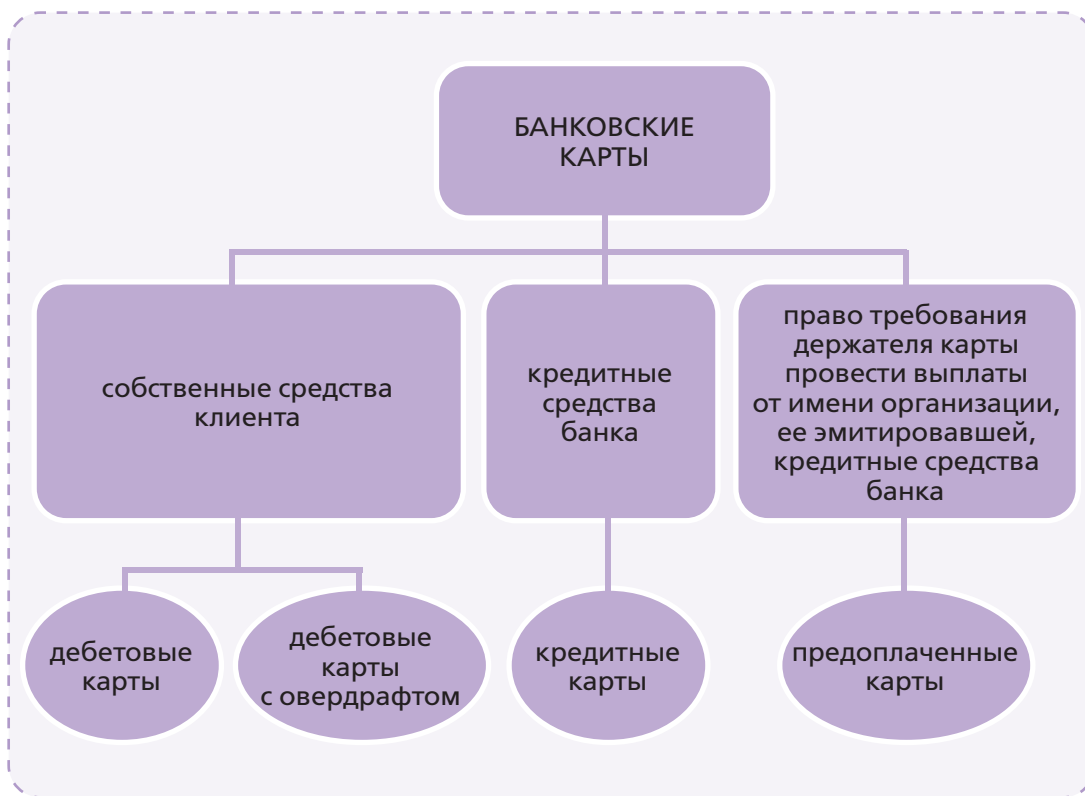 БАНКОВСКИЕ
КАРТЫ
собственные средства
клиента
кредитные
средства
банка
право требования
держателя карты
провести выплаты
от имени организации,
ее эмитировавшей,
кредитные средства
банка
дебетовые
карты
дебетовые
карты
с овердрафтом
кредитные
карты
предоплаченные
карты